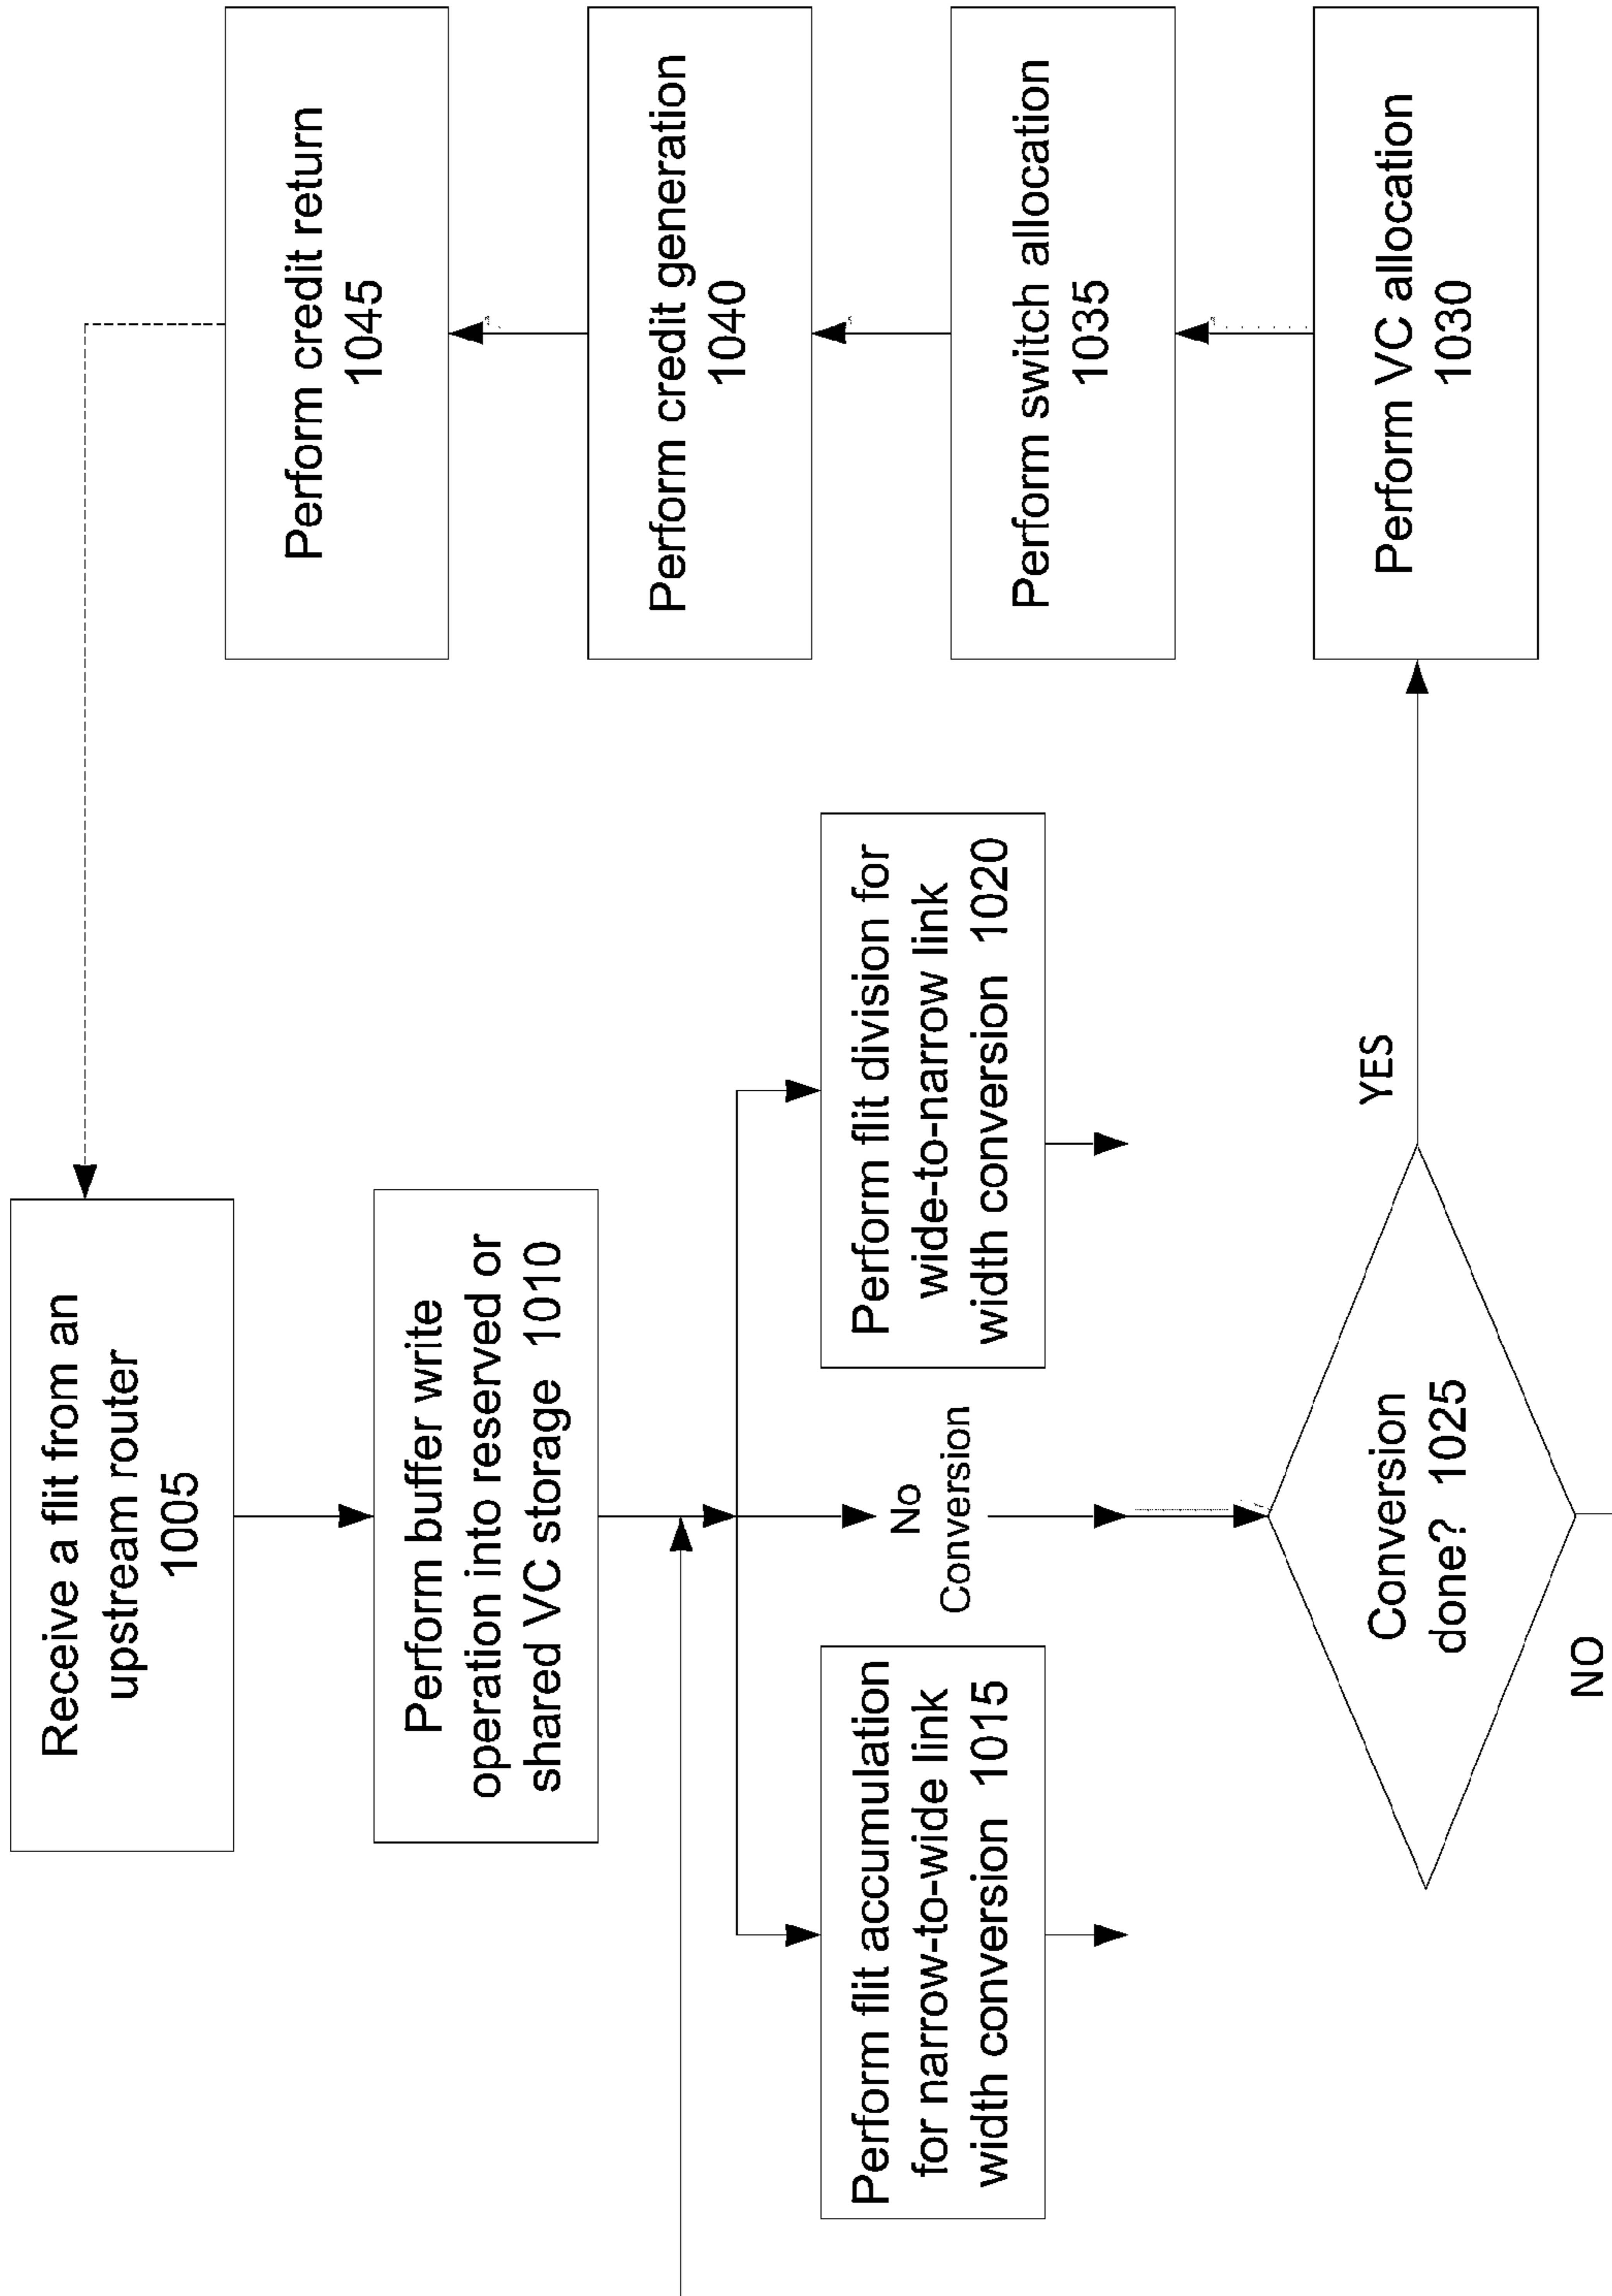 Receive a flit from an
upstream router
1005
Perform buffer write
operation into reserved or
shared VC storage 1010
Perform flit accumulation
for narrow-to-wide link
width conversion 1015
No
Conversion
Perform flit division for
wide-to-narrow link
width conversion 1020
Conversion
done? 1025
NO
YES
Perform VC allocation
1030
Perform switch allocation
1035
Perform credit generation
1040
Perform credit return
1045